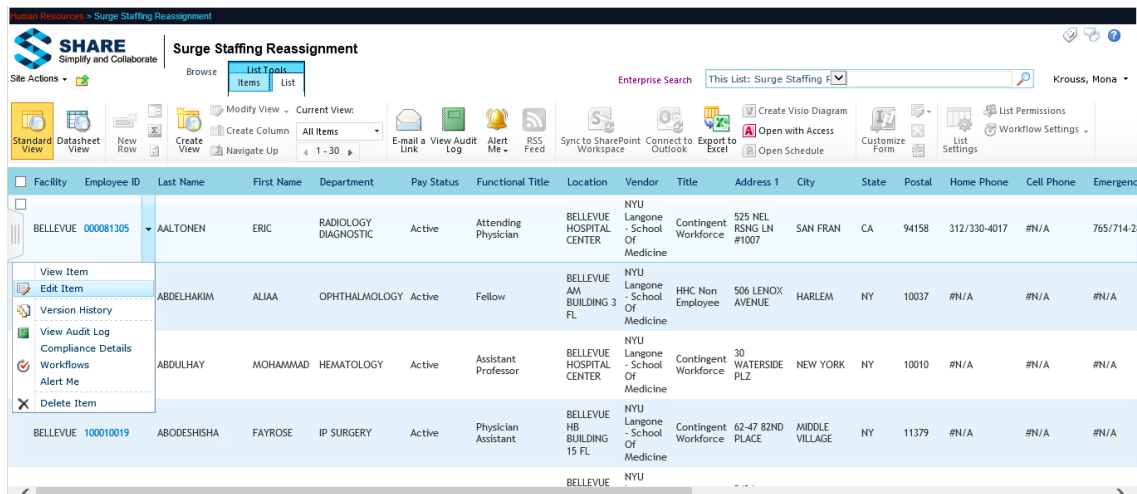 Human Resources > Surge Staffing Reassignment
SHARE
Simplify and Collaborate
Surge Staffing Reassignment
Site Actions
Browse
List Tools
Items List
Enterprise Search
This List: Surge Staffing R
Krouss, Mona
Standard View
Datasheet View
New Row
Create View
Modify View
Create Column
Navigate Up
Current View:
All Items
1 - 30
E-mail a Link
View Audit Log
Alert Me
RSS Feed
Sync to SharePoint Workspace
Connect to Outlook
Export to Excel
Create Visio Diagram
Open with Access
Open Schedule
Customize Form
List Settings
List Permissions
Workflow Settings
Facility Employee ID Last Name First Name Department Pay Status Functional Title Location Vendor Title Address 1 City State Postal Home Phone Cell Phone Emergenc
BELLEVUE 000081305 AALTONEN ERIC RADIOLOGY DIAGNOSTIC Active Attending Physician BELLEVUE HOSPITAL CENTER NYU Langone - School Of Medicine Contingent Workforce 525 NEL RSNG LN #1007 SAN FRAN CA 94158 312/330-4017 #N/A 765/714-2
View Item
Edit Item
Version History
View Audit Log
Compliance Details
Workflows
Alert Me
Delete Item
ABDELHAKIM ALIAA OPHTHALMOLOGY Active Fellow BELLEVUE AM BUILDING 3 FL NYU Langone - School Of Medicine HHC Non Employee 506 LENOX AVENUE HARLEM NY 10037 #N/A #N/A #N/A
ABDULHAY MOHAMMAD HEMATOLOGY Active Assistant Professor BELLEVUE HOSPITAL CENTER NYU Langone - School Of Medicine Contingent Workforce 30 WATERSIDE PLZ NEW YORK NY 10010 #N/A #N/A #N/A
BELLEVUE 100010019 ABODESHISHA FAYROSE IP SURGERY Active Physician Assistant BELLEVUE HB BUILDING 15 FL NYU Langone - School Of Medicine Contingent Workforce 62-47 82ND PLACE MIDDLE VILLAGE NY 11379 #N/A #N/A #N/A
BELLEVUE NYU